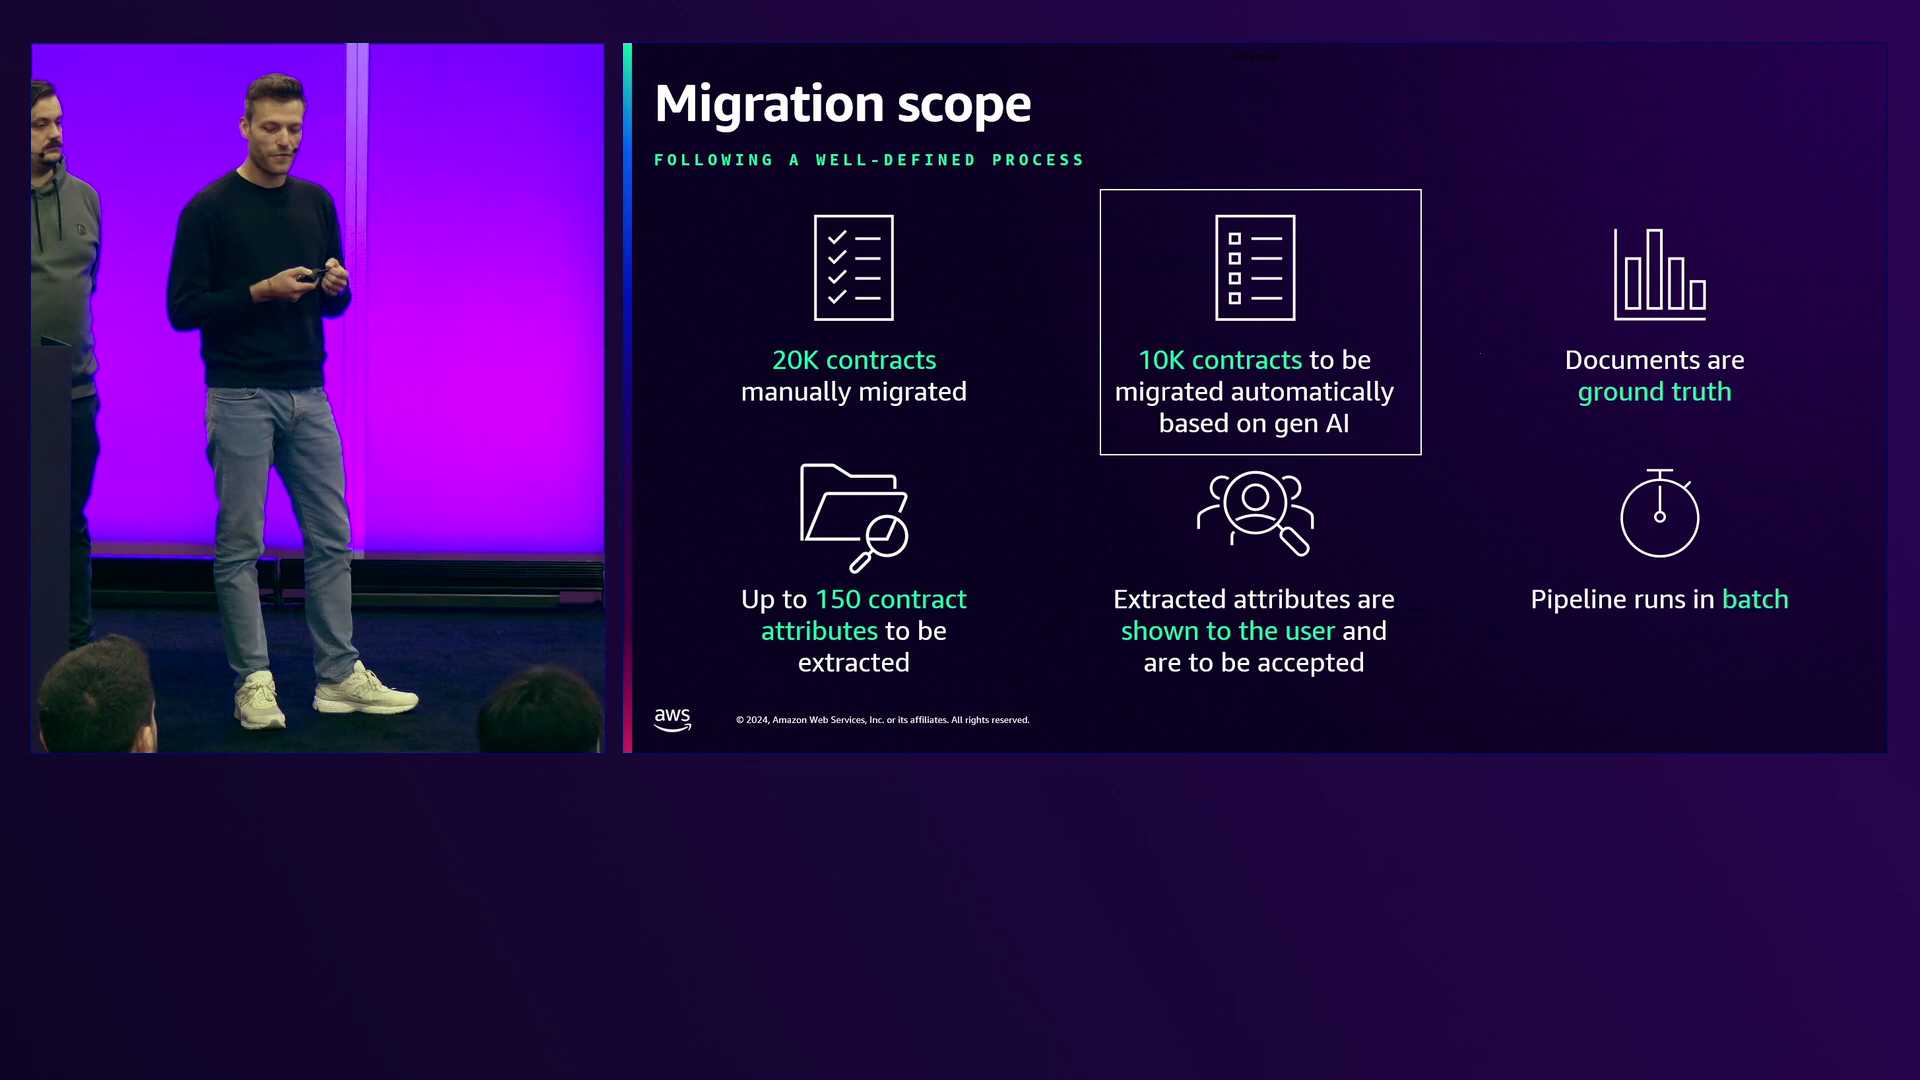 Migration scope
FOLLOWING A WELL-DEFINED PROCESS
20K contracts
manually migrated
10K contracts to be
migrated automatically
based on gen AI
Documents are
ground truth
Up to 150 contract
attributes to be
extracted
Extracted attributes are
shown to the user and
are to be accepted
Pipeline runs in batch
aws
© 2024, Amazon Web Services, Inc. or its affiliates. All rights reserved.